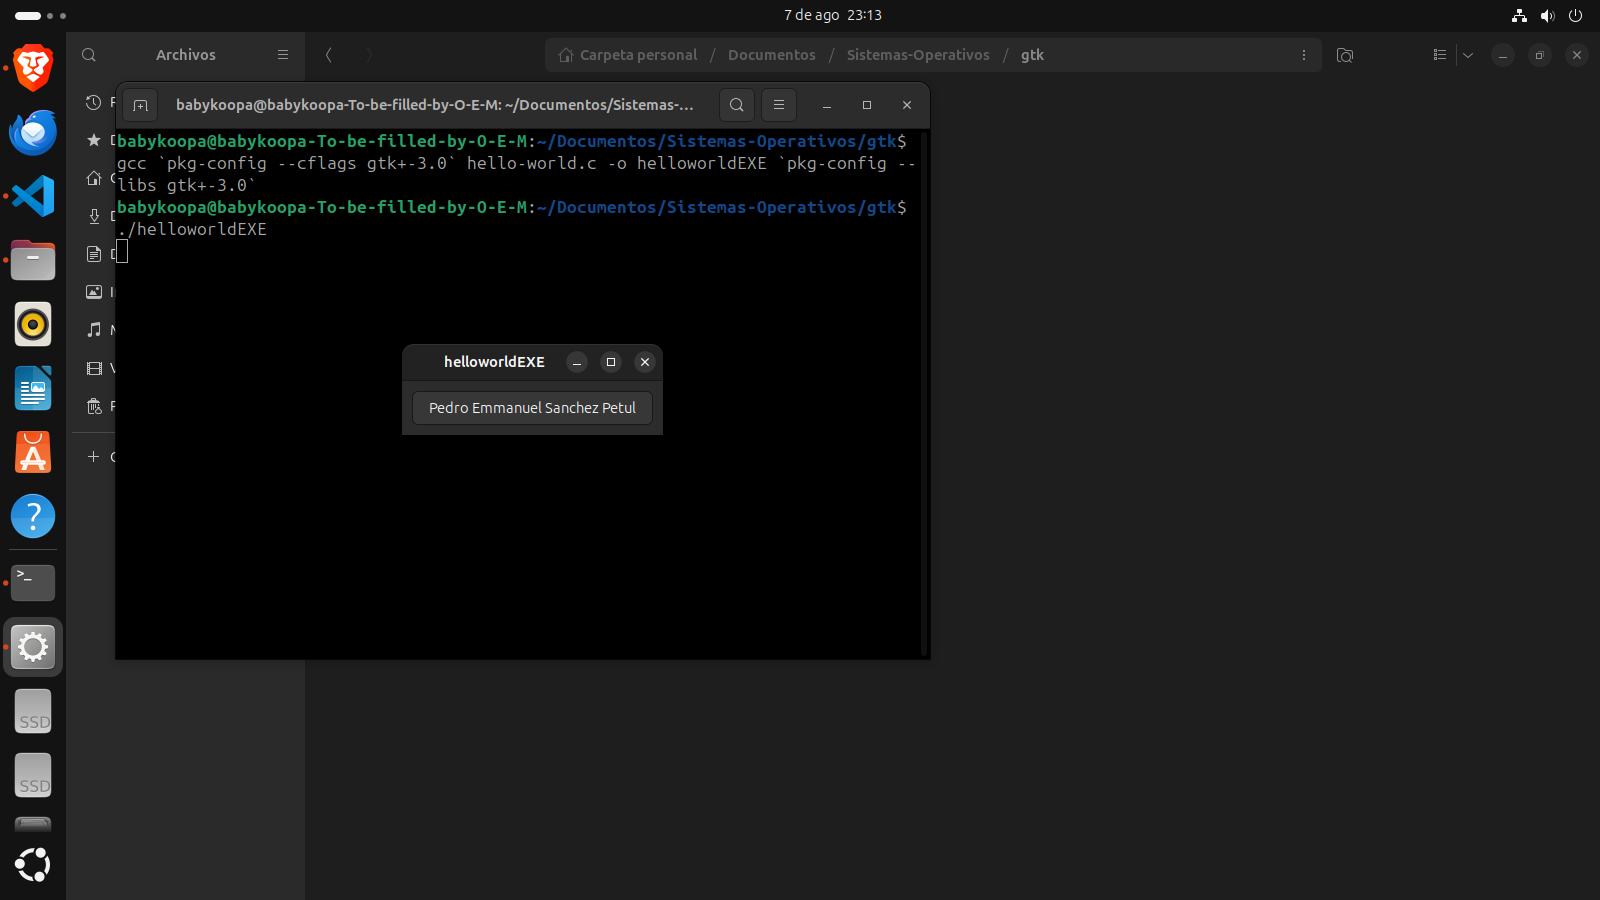 7 de ago 23:13
Archivos
Carpeta personal / Documentos / Sistemas-Operativos / gtk
babykoopa@babykoopa-To-be-filled-by-O-E-M: ~/Documentos/Sistemas-...
babykoopa@babykoopa-To-be-filled-by-O-E-M:~/Documentos/Sistemas-Operativos/gtk$
gcc `pkg-config --cflags gtk+-3.0` hello-world.c -o helloworldEXE `pkg-config --
libs gtk+-3.0`
babykoopa@babykoopa-To-be-filled-by-O-E-M:~/Documentos/Sistemas-Operativos/gtk$
./helloworldEXE
helloworldEXE
Pedro Emmanuel Sanchez Petul
SSD
SSD